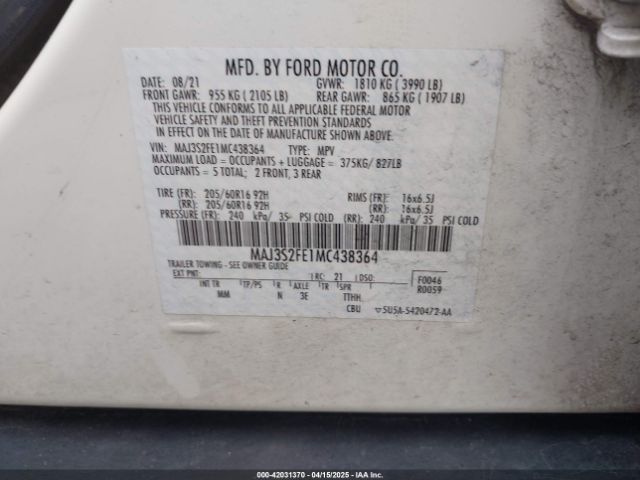 MFD. BY FORD MOTOR CO.
DATE: 08/21 GVWR: 1810 KG ( 3990 LB)
FRONT GAWR: 955 KG ( 2105 LB) REAR GAWR: 865 KG ( 1907 LB)
THIS VEHICLE CONFORMS TO ALL APPLICABLE FEDERAL MOTOR
VEHICLE SAFETY AND THEFT PREVENTION STANDARDS
IN EFFECT ON THE DATE OF MANUFACTURE SHOWN ABOVE.
VIN: MAJ3S2FE1MC438364 TYPE: MPV
MAXIMUM LOAD = OCCUPANTS + LUGGAGE = 375KG/ 827LB
OCCUPANTS = 5 TOTAL; 2 FRONT, 3 REAR
TIRE (FR): 205/60R16 92H RIMS (FR): 16x6.5J
(RR): 205/60R16 92H (RR): 16x6.5J
PRESSURE (FR): 240 kPa/ 35 PSI COLD (RR): 240 kPa/ 35 PSI COLD
MAJ3S2FE1MC438364
TRAILER TOWING - SEE OWNER GUIDE
EXT PNT: RC: 21 DSO: F0046
R0059
INT TR TP/PS R AXLE TR SPR
MM N 3E TTHH
CBU ▽5U5A-5420472-AA
000-42031370 - 04/15/2025 - IAA Inc.